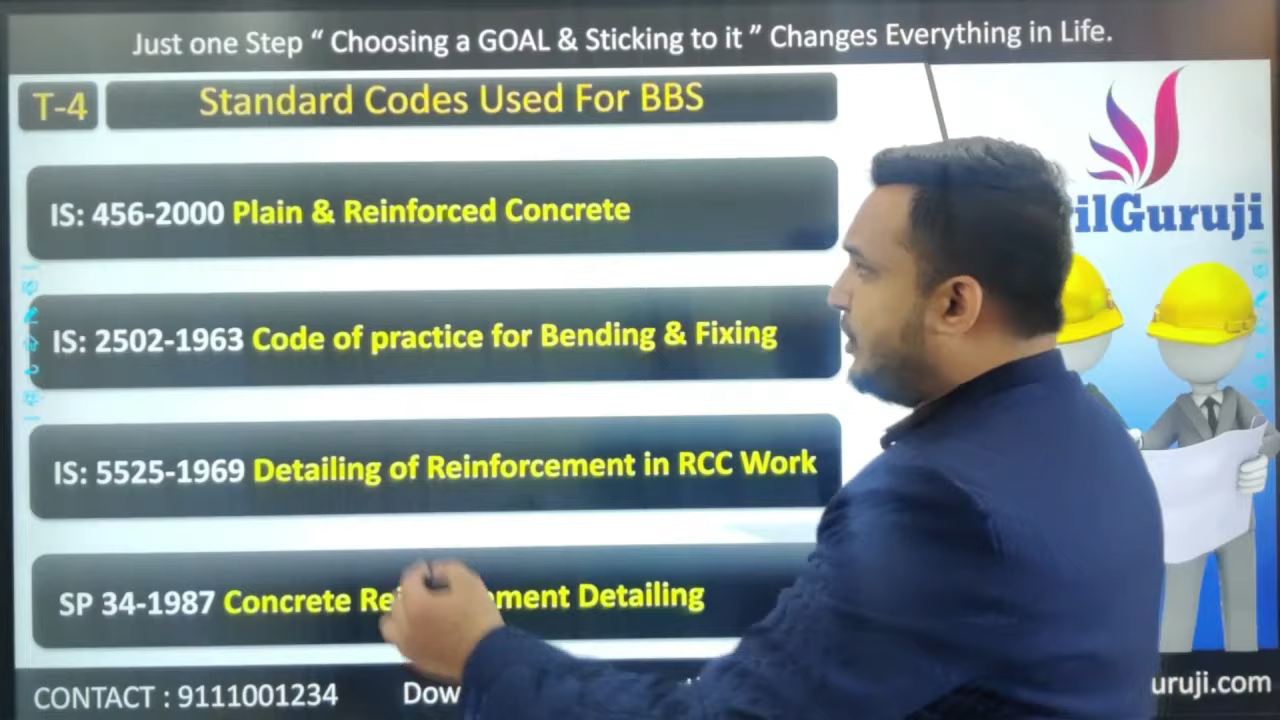 Just one Step “ Choosing a GOAL & Sticking to it ” Changes Everything in Life.
T-4
Standard Codes Used For BBS
ilGuruji
IS: 456-2000 Plain & Reinforced Concrete
IS: 2502-1963 Code of practice for Bending & Fixing
IS: 5525-1969 Detailing of Reinforcement in RCC Work
SP 34-1987 Concrete Re ment Detailing
CONTACT : 9111001234
Dow
uruji.com